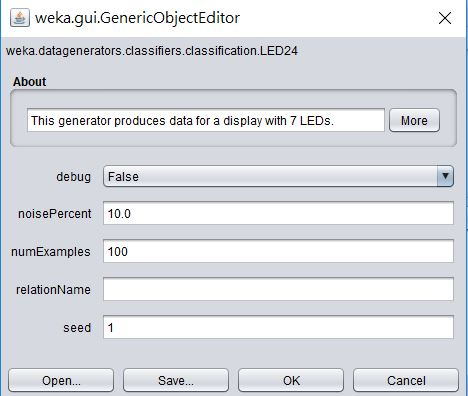 weka.gui.GenericObjectEditor
weka.datagenerators.classifiers.classification.LED24
About
This generator produces data for a display with 7 LEDs.
More
debug False
noisePercent 10.0
numExamples 100
relationName
seed 1
Open... Save... OK Cancel